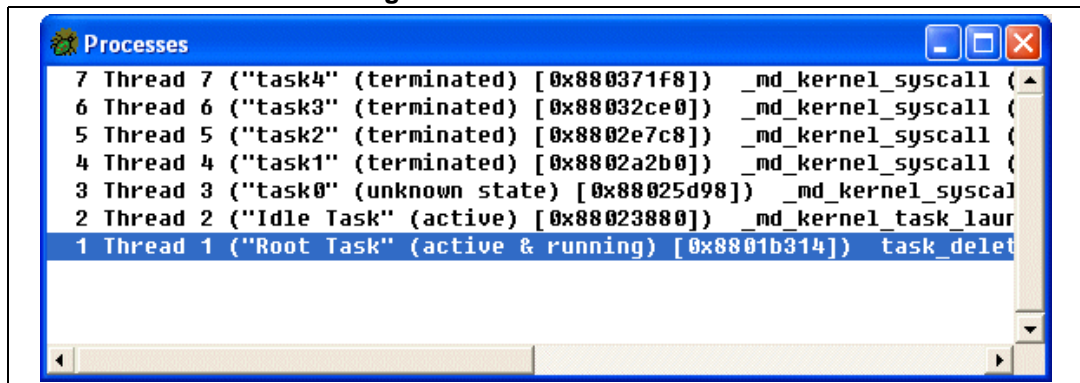 Processes
7 Thread 7 ("task4" (terminated) [0x880371f8]) _md_kernel_syscall (
6 Thread 6 ("task3" (terminated) [0x88032ce0]) _md_kernel_syscall (
5 Thread 5 ("task2" (terminated) [0x8802e7c8]) _md_kernel_syscall (
4 Thread 4 ("task1" (terminated) [0x8802a2b0]) _md_kernel_syscall (
3 Thread 3 ("task0" (unknown state) [0x88025d98]) _md_kernel_syscal
2 Thread 2 ("Idle Task" (active) [0x88023880]) _md_kernel_task_laun
1 Thread 1 ("Root Task" (active & running) [0x8801b314]) task_delet